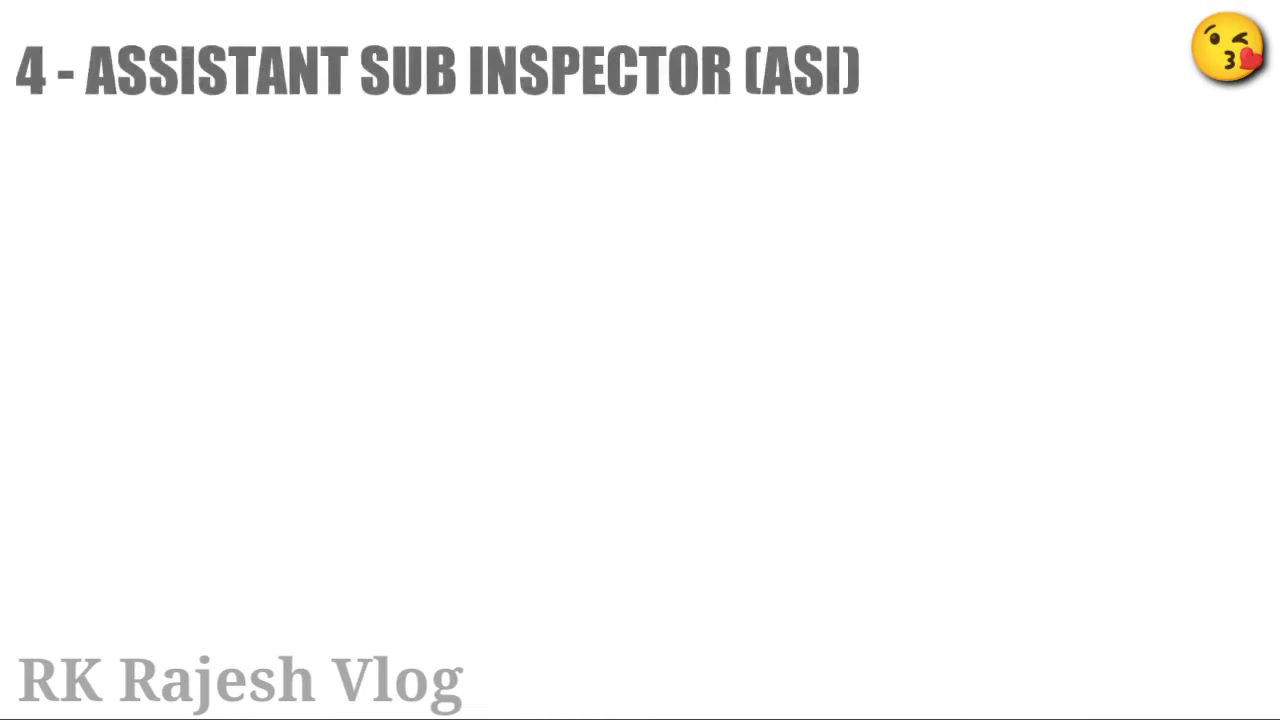 4 - ASSISTANT SUB INSPECTOR (ASI)
RK Rajesh Vlog